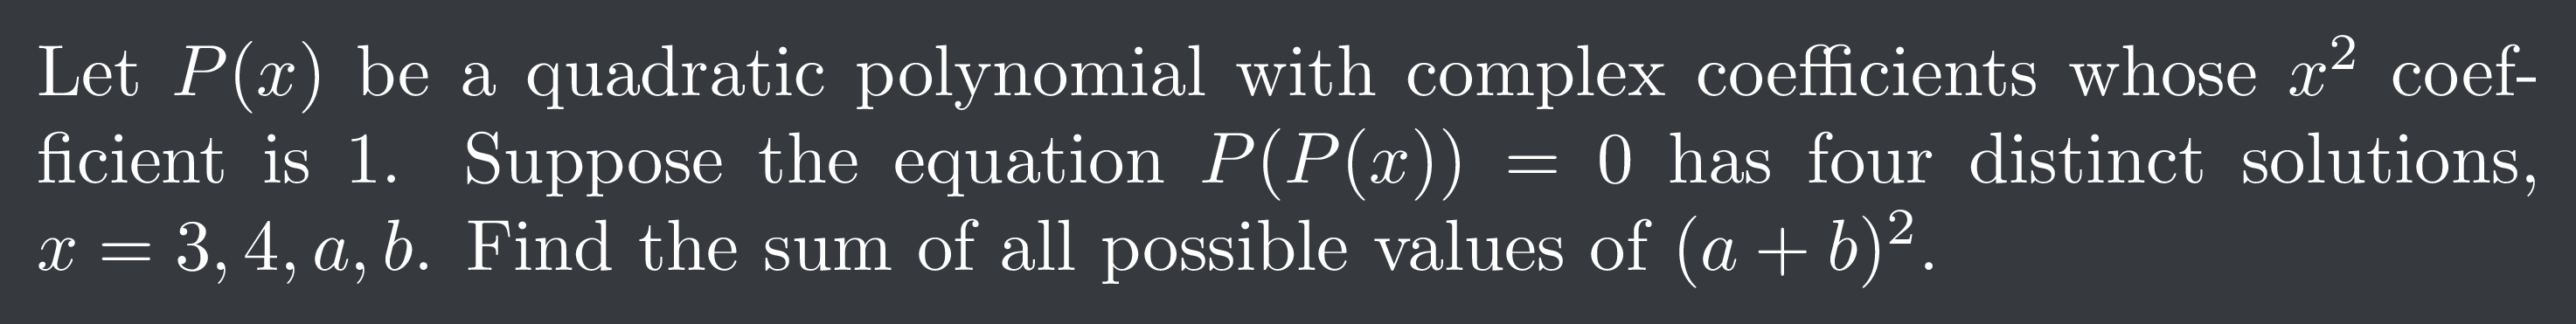 Let P(x) be a quadratic polynomial with complex coefficients whose x² coef-
ficient is 1. Suppose the equation P(P(x)) = 0 has four distinct solutions,
x = 3, 4, a, b. Find the sum of all possible values of (a + b)².